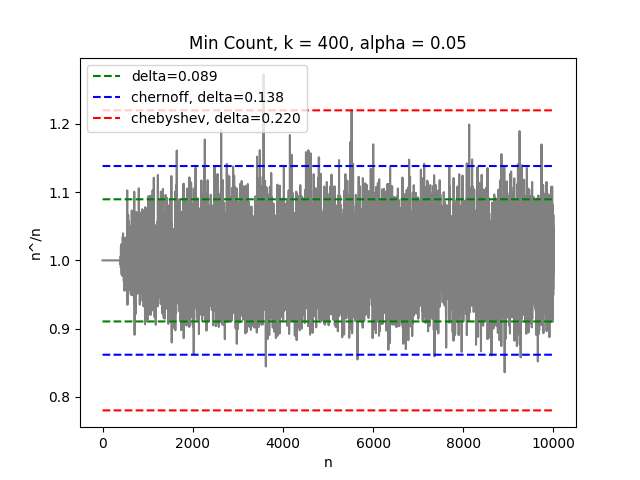 Min Count, k = 400, alpha = 0.05
delta=0.089
chernoff, delta=0.138
chebyshev, delta=0.220
n^/n
1.2
1.1
1.0
0.9
0.8
0
2000
4000
6000
8000
10000
n